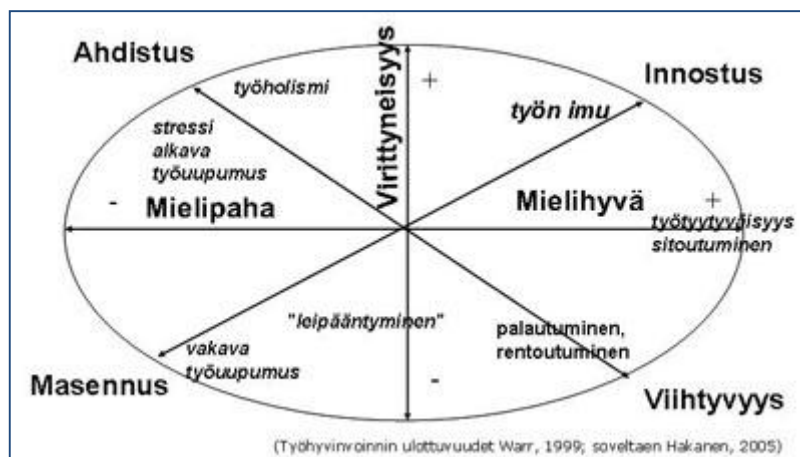 Ahdistus
Virittyneisyys
+
Innostus
työholismi
työn imu
stressi
alkava
työuupumus
-
Mielipaha
Mielihyvä
+
työtyytyväisyys
sitoutuminen
"leipääntyminen"
palautuminen,
rentoutuminen
vakava
työuupumus
-
Masennus
Viihtyvyys
(Työhyvinvoinnin ulottuvuudet Warr, 1999; soveltaen Hakanen, 2005)